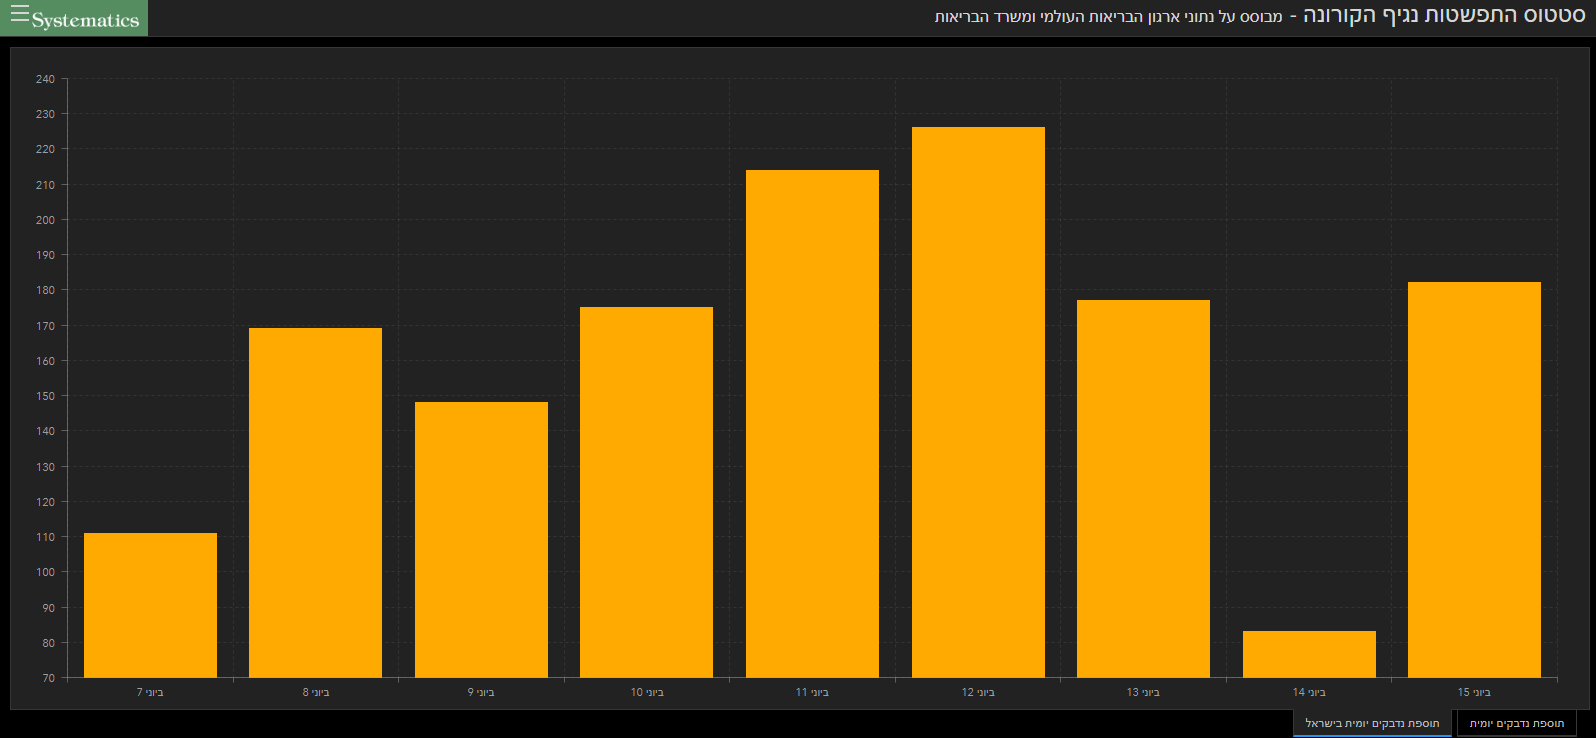 Systematics
סטטוס התפשטות נגיף הקורונה - מבוסס על נתוני ארגון הבריאות העולמי ומשרד הבריאות
240
230
220
210
200
190
180
170
160
150
140
130
120
110
100
90
80
70
7 ביוני
8 ביוני
9 ביוני
10 ביוני
11 ביוני
12 ביוני
13 ביוני
14 ביוני
15 ביוני
תוספת נדבקים יומית
תוספת נדבקים יומית בישראל